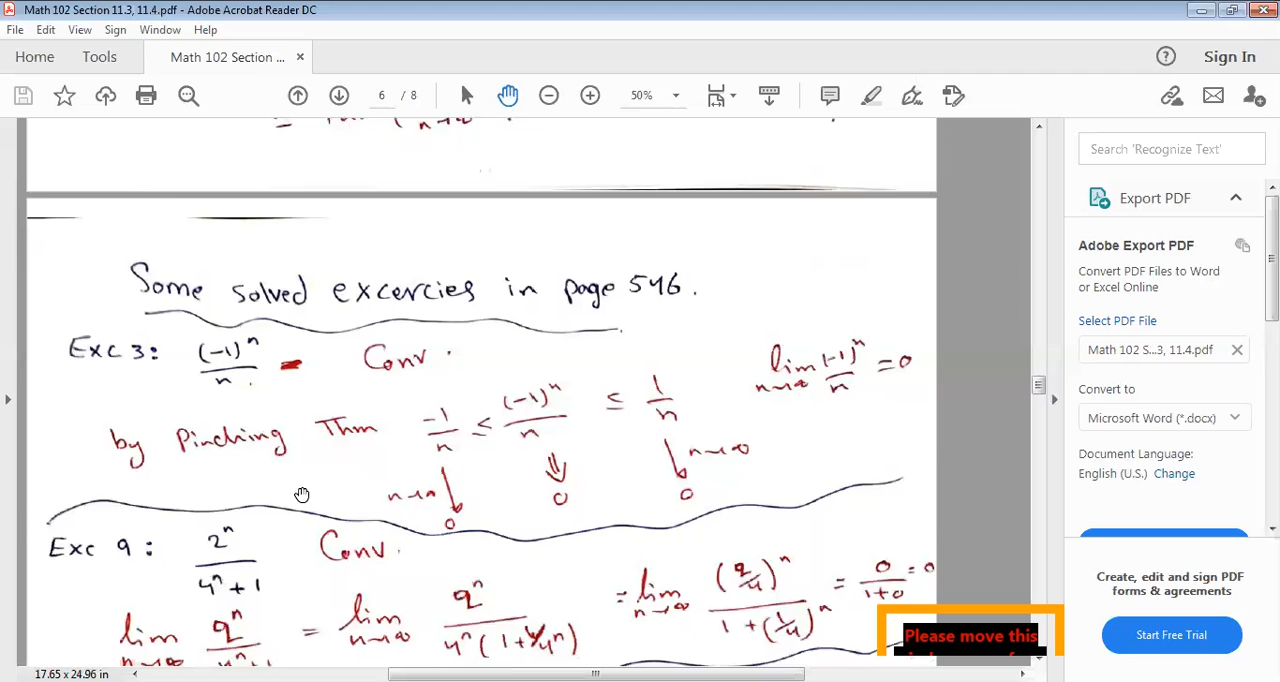 Math 102 Section 11.3, 11.4.pdf - Adobe Acrobat Reader DC
File Edit View Sign Window Help
Home Tools Math 102 Section ... × Sign In
6 / 8 50%
Some solved excercies in page 546.
Exc 3: (-1)^n / n Conv. lim n→∞ (-1)^n / n = 0
by Pinching Thm -1/n ≤ (-1)^n / n ≤ 1/n
n→∞ 0 0 n→∞ 0
Exc 9: 2^n / 4^n + 1 Conv.
lim n→∞ 2^n = lim n→∞ 2^n / 4^n (1 + 1/4^n) = lim n→∞ (2/4)^n / 1 + (1/4)^n = 0 / 1+0 = 0
Search 'Recognize Text'
Export PDF
Adobe Export PDF
Convert PDF Files to Word
or Excel Online
Select PDF File
Math 102 S...3, 11.4.pdf ×
Convert to
Microsoft Word (*.docx)
Document Language:
English (U.S.) Change
Create, edit and sign PDF
forms & agreements
Start Free Trial
Please move this
17.65 x 24.96 in